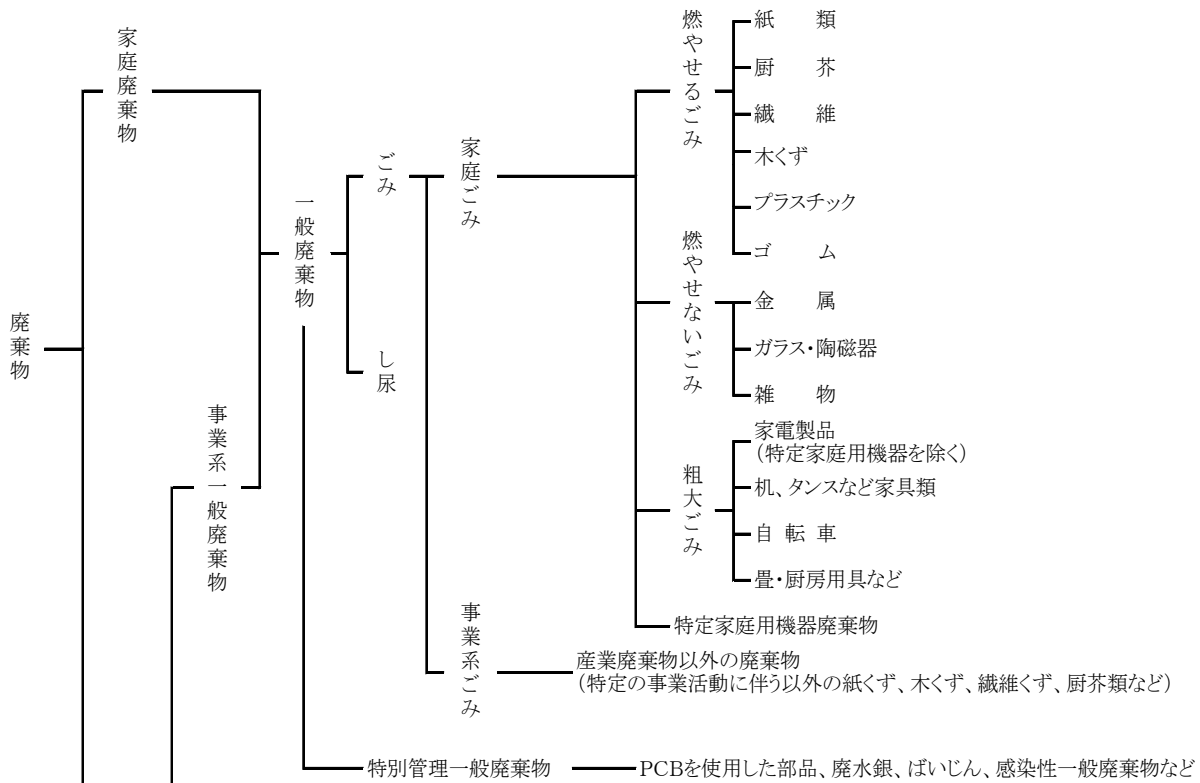 廃棄物
家庭廃棄物
事業系一般廃棄物
一般廃棄物
ごみ
し尿
家庭ごみ
燃やせるごみ
紙　類
厨　芥
繊　維
木くず
プラスチック
ゴ　ム
燃やせないごみ
金　属
ガラス・陶磁器
雑　物
粗大ごみ
家電製品
（特定家庭用機器を除く）
机、タンスなど家具類
自 転 車
畳・厨房用具など
特定家庭用機器廃棄物
事業系ごみ
産業廃棄物以外の廃棄物
（特定の事業活動に伴う以外の紙くず、木くず、繊維くず、厨芥類など）
特別管理一般廃棄物
PCBを使用した部品、廃水銀、ばいじん、感染性一般廃棄物など